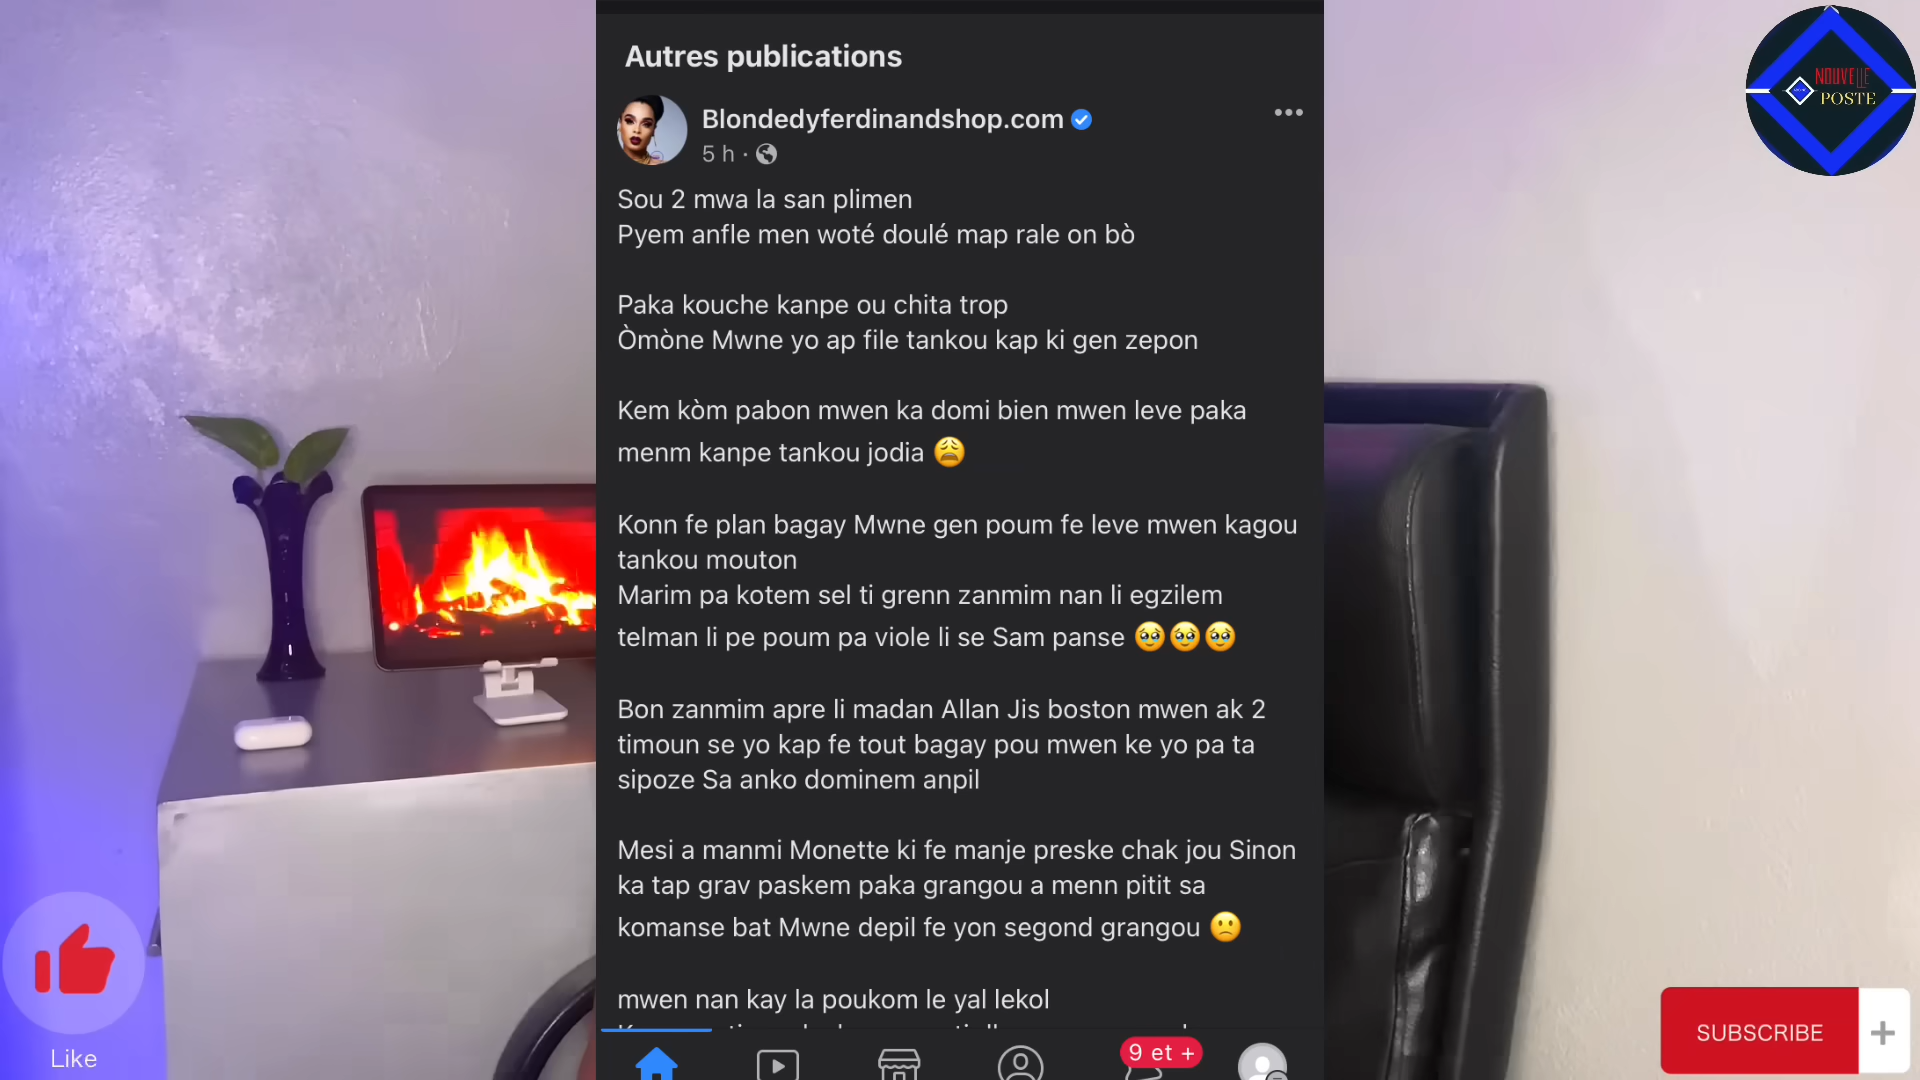 Autres publications
Blondedyferdinandshop.com
5 h ·
Sou 2 mwa la san plimen
Pyem anfle men woté doulé map rale on bò
Paka kouche kanpe ou chita trop
Òmòne Mwne yo ap file tankou kap ki gen zepon
Kem kòm pabon mwen ka domi bien mwen leve paka
menm kanpe tankou jodia 😩
Konn fe plan bagay Mwne gen poum fe leve mwen kagou
tankou mouton
Marim pa kotem sel ti grenn zanmim nan li egzilem
telman li pe poum pa viole li se Sam panse 🥹🥹🥹
Bon zanmim apre li madan Allan Jis boston mwen ak 2
timoun se yo kap fe tout bagay pou mwen ke yo pa ta
sipoze Sa anko dominem anpil
Mesi a manmi Monette ki fe manje preske chak jou Sinon
ka tap grav paskem paka grangou a menn pitit sa
komanse bat Mwne depil fe yon segond grangou 🙁
mwen nan kay la poukom le yal lekol
9 et +
NOUVELLE
POSTE
Like
SUBSCRIBE